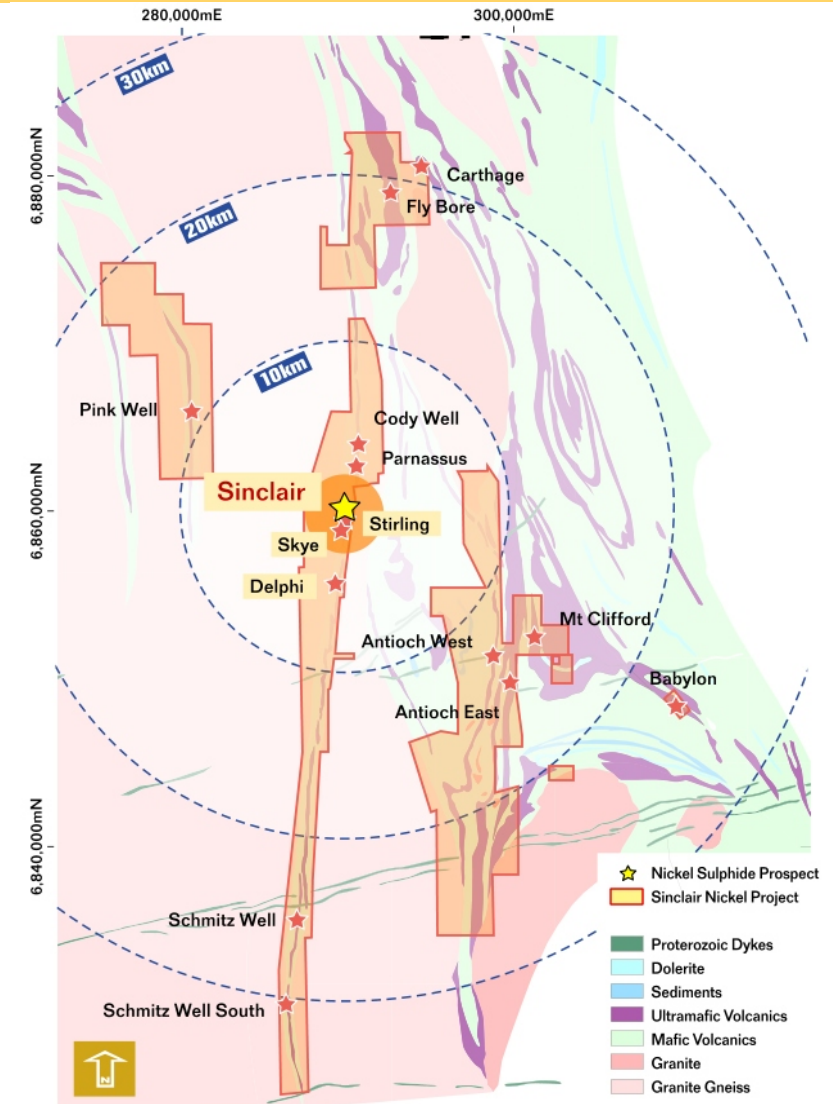 280,000mE
300,000mE
30km
6,880,000mN
Carthage
Fly Bore
20km
10km
Pink Well
Cody Well
Parnassus
Sinclair
6,860,000mN
Stirling
Skye
Delphi
Mt Clifford
Antioch West
Babylon
Antioch East
6,840,000mN
Nickel Sulphide Prospect
Sinclair Nickel Project
Schmitz Well
Proterozoic Dykes
Dolerite
Sediments
Schmitz Well South
Ultramafic Volcanics
Mafic Volcanics
Granite
Granite Gneiss
N